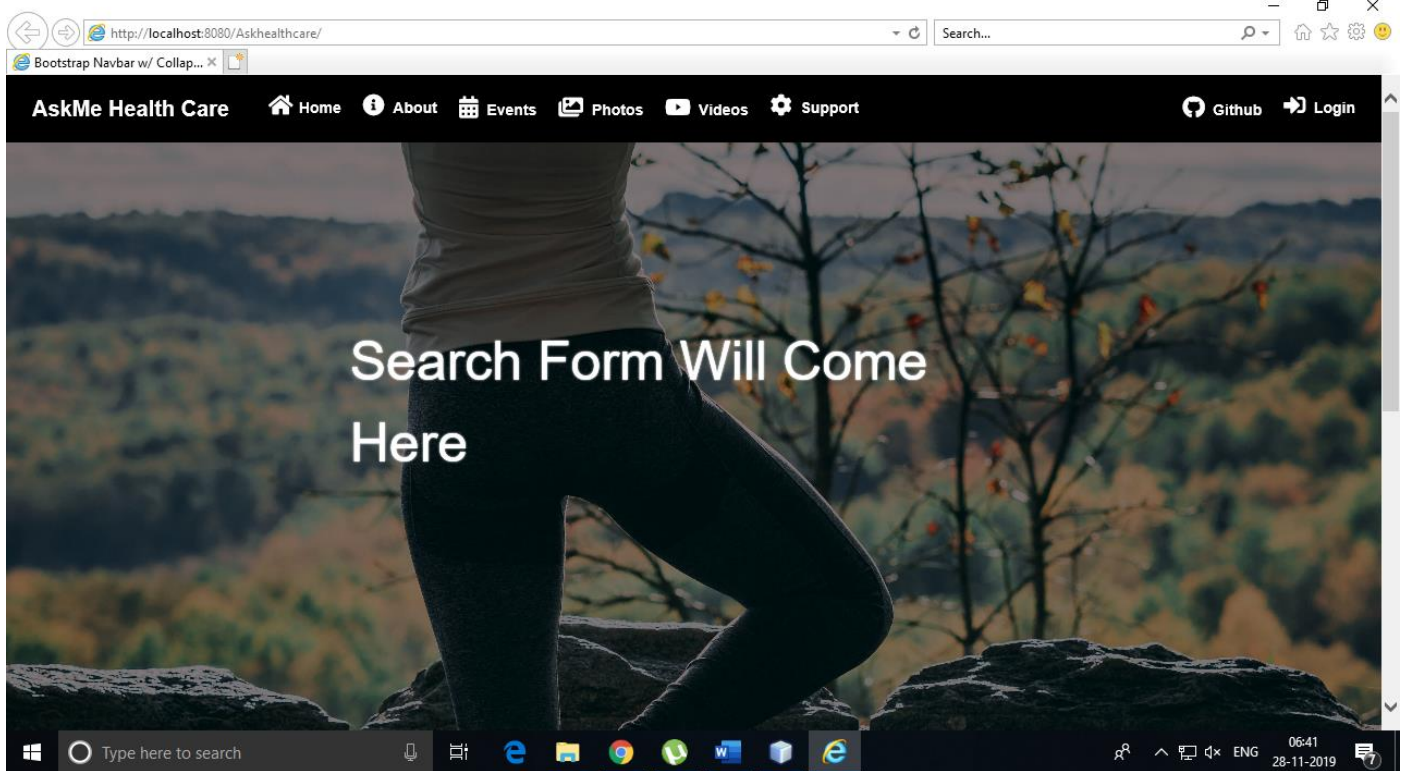 http://localhost:8080/Askhealthcare/ Search...
Bootstrap Navbar w/ Collap...
AskMe Health Care Home About Events Photos Videos Support Github Login
Search Form Will Come
Here
Type here to search ENG 06:41
28-11-2019 7